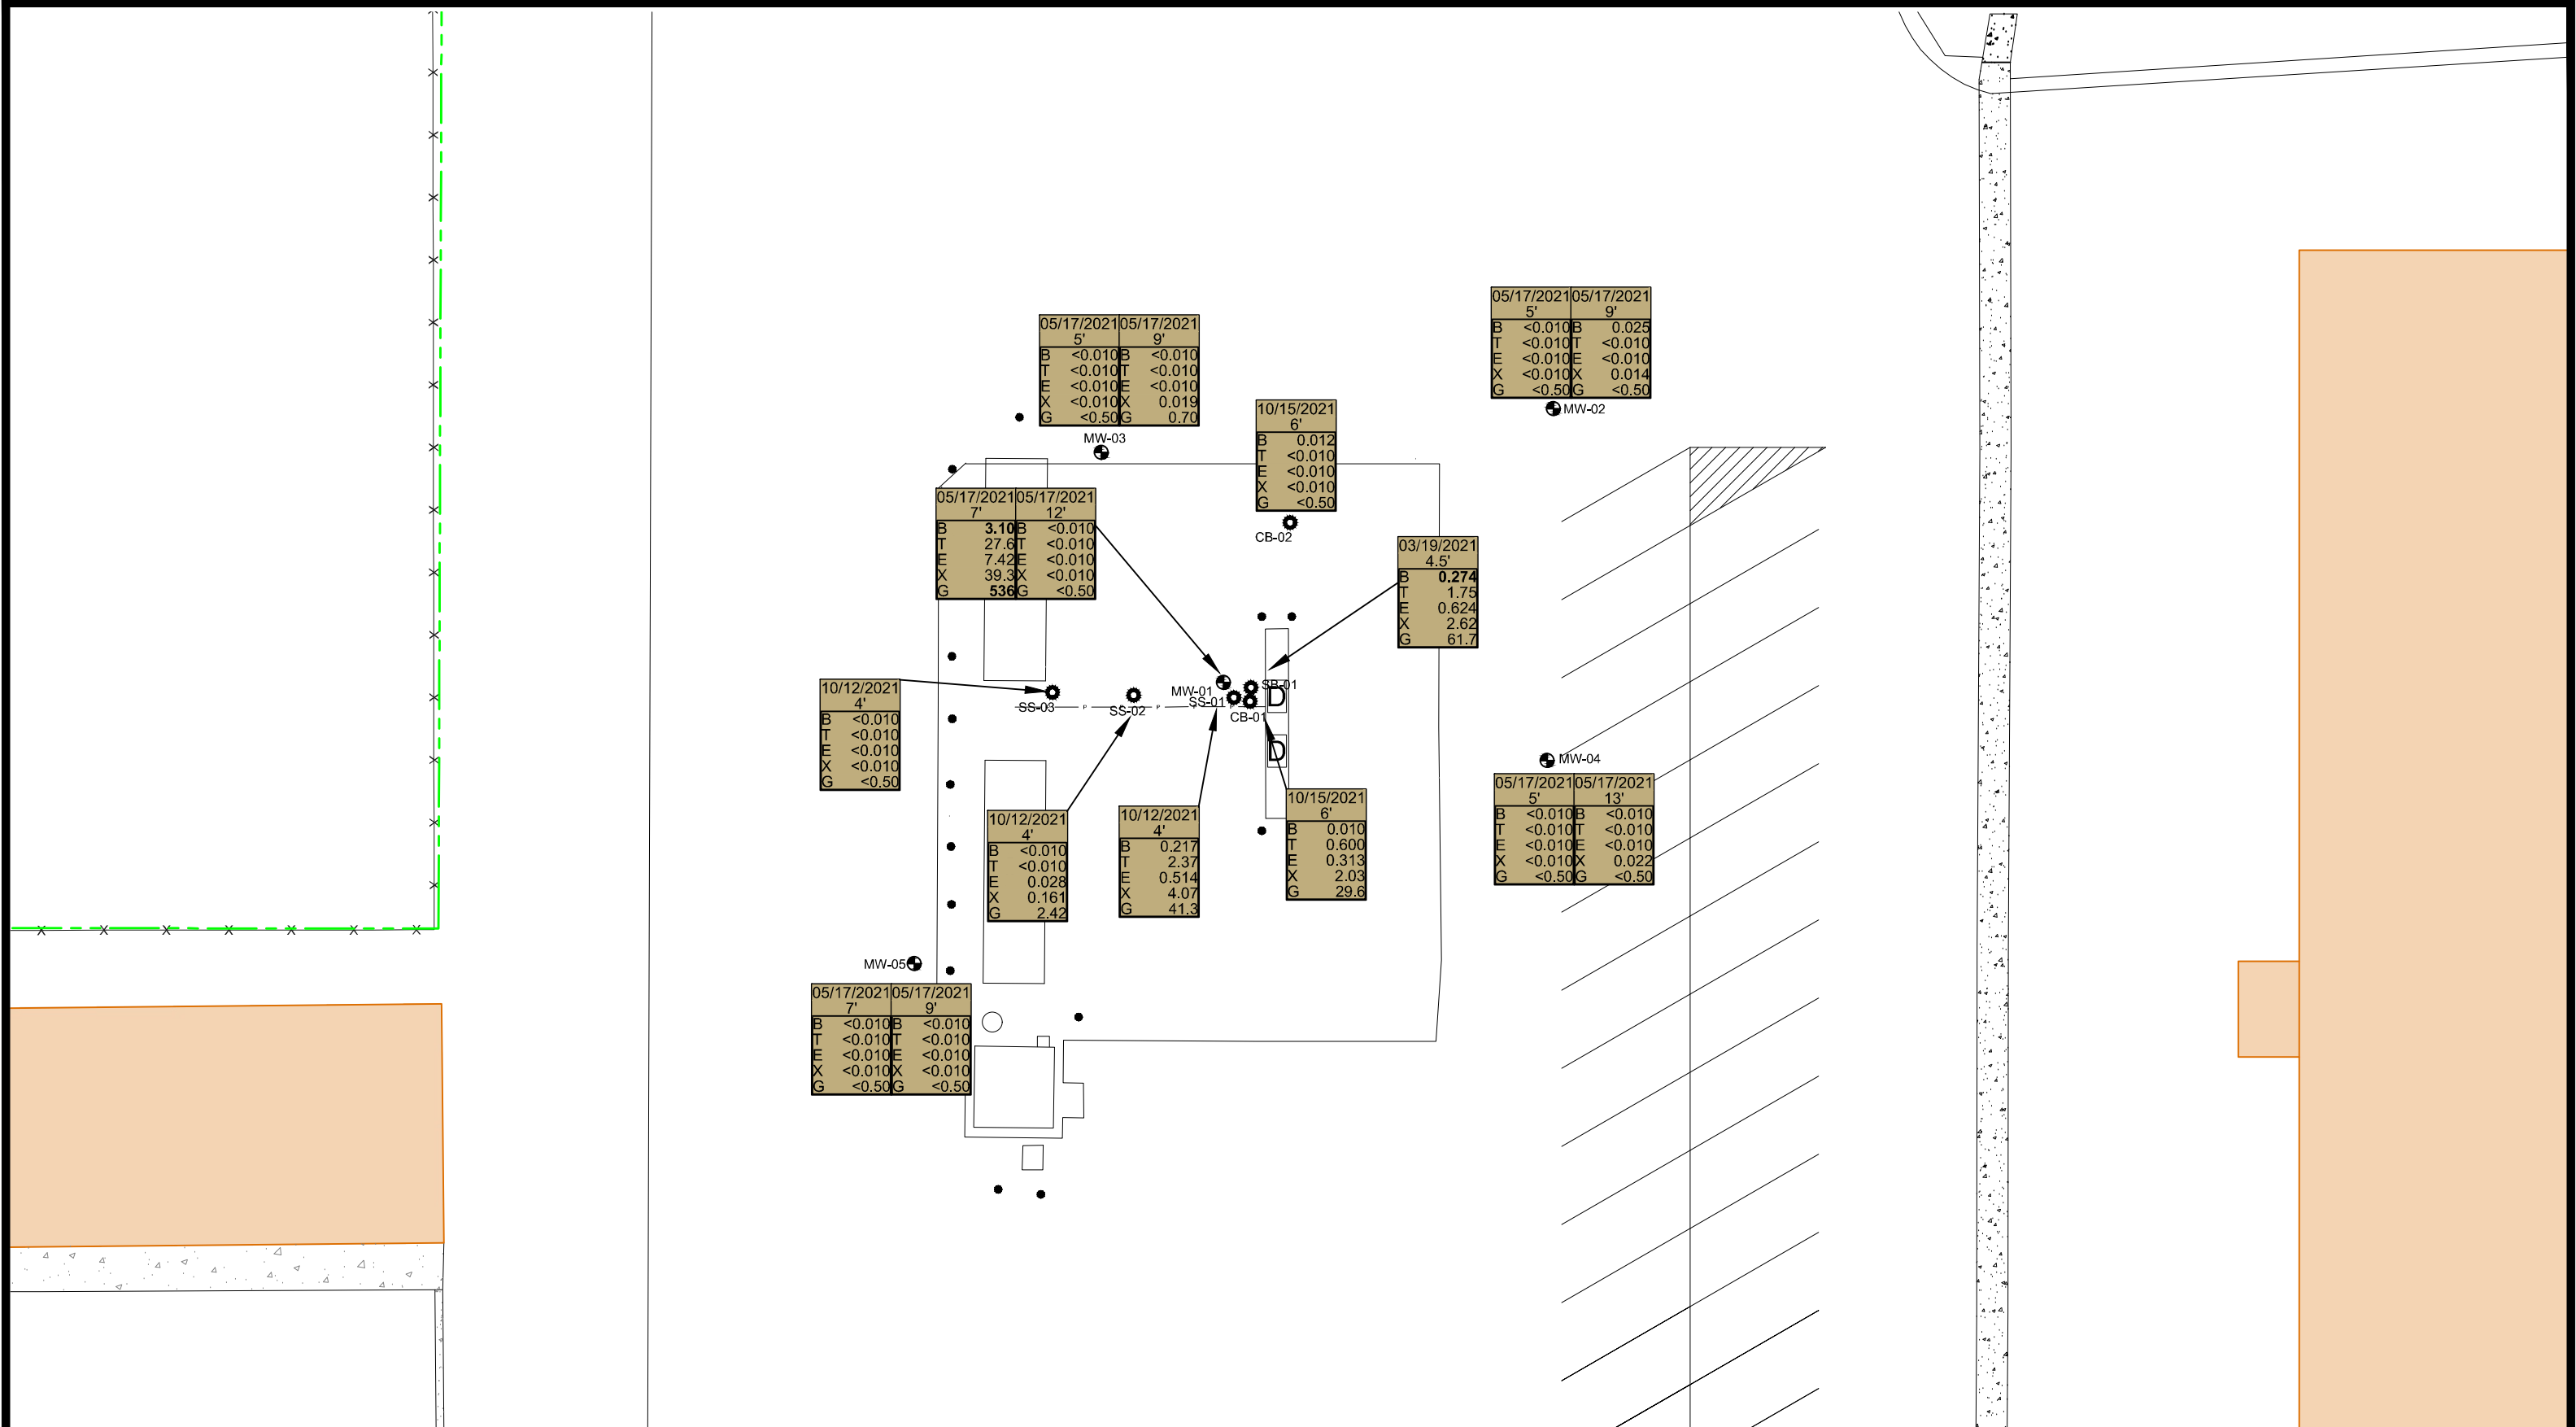 05/17/2021 05/17/2021
5' 9'
B <0.010 B 0.025
T <0.010 T <0.010
E <0.010 E <0.010
X <0.010 X 0.014
G <0.50 G <0.50
MW-02
05/17/2021 05/17/2021
5' 9'
B <0.010 B <0.010
T <0.010 T <0.010
E <0.010 E <0.010
X <0.010 X 0.019
G <0.50 G 0.70
MW-03
10/15/2021
6'
B 0.012
T <0.010
E <0.010
X <0.010
G <0.50
CB-02
05/17/2021 05/17/2021
7' 12'
B 3.10 B <0.010
T 27.6 T <0.010
E 7.42 E <0.010
X 39.3 X <0.010
G 536 G <0.50
03/19/2021
4.5'
B 0.274
T 1.75
E 0.624
X 2.62
G 61.7
MW-01
SB-01
SS-01
SS-02
SS-03
CB-01
D
D
P P P P
10/12/2021
4'
B <0.010
T <0.010
E <0.010
X <0.010
G <0.50
10/12/2021
4'
B <0.010
T <0.010
E 0.028
X 0.161
G 2.42
10/12/2021
4'
B 0.217
T 2.37
E 0.514
X 4.07
G 41.3
10/15/2021
6'
B 0.010
T 0.600
E 0.313
X 2.03
G 29.6
MW-04
05/17/2021 05/17/2021
5' 13'
B <0.010 B <0.010
T <0.010 T <0.010
E <0.010 E <0.010
X <0.010 X 0.022
G <0.50 G <0.50
MW-05
05/17/2021 05/17/2021
7' 9'
B <0.010 B <0.010
T <0.010 T <0.010
E <0.010 E <0.010
X <0.010 X <0.010
G <0.50 G <0.50